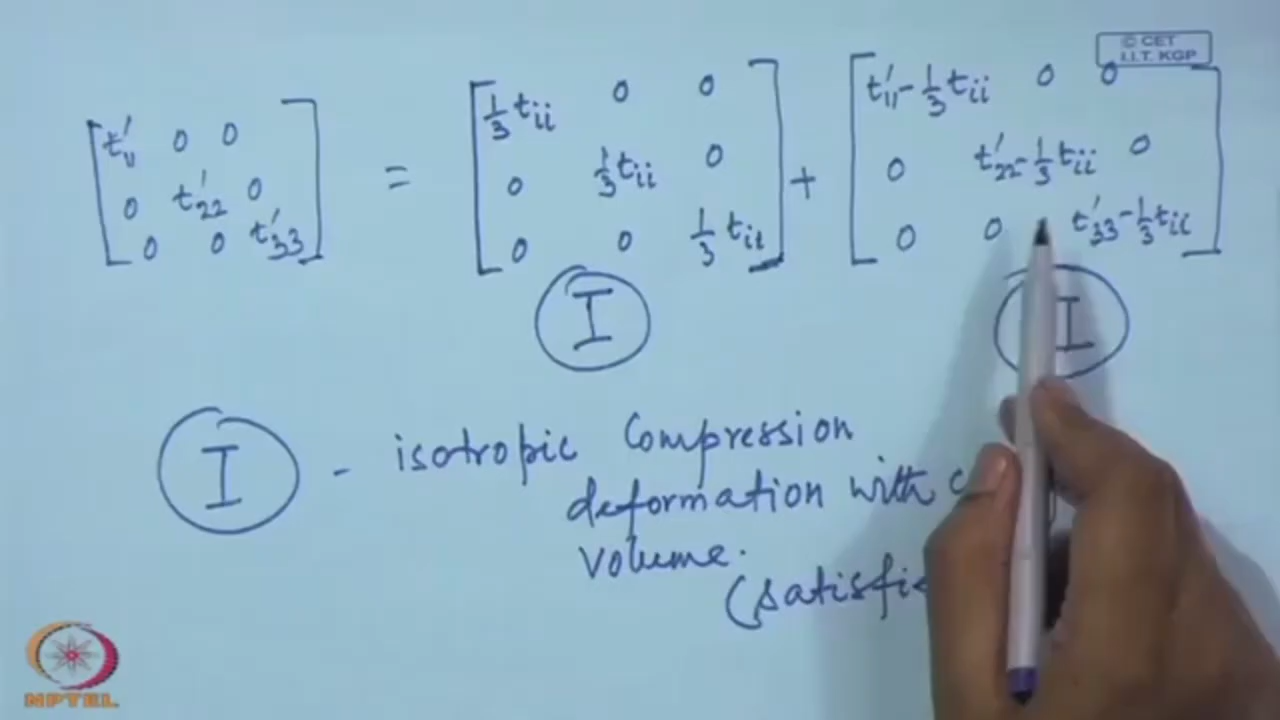 © CET
I.I.T. KGP
[t'₁₁ 0 0] = [⅓ tᵢᵢ 0 0] + [t'₁₁ - ⅓ tᵢᵢ 0 0]
[0 t'₂₂ 0] [0 ⅓ tᵢᵢ 0] [0 t'₂₂ - ⅓ tᵢᵢ 0]
[0 0 t'₃₃] [0 0 ⅓ tᵢᵢ] [0 0 t'₃₃ - ⅓ tᵢᵢ]
I
I - isotropic Compression
deformation with
volume.
(satisfie
NPTEL